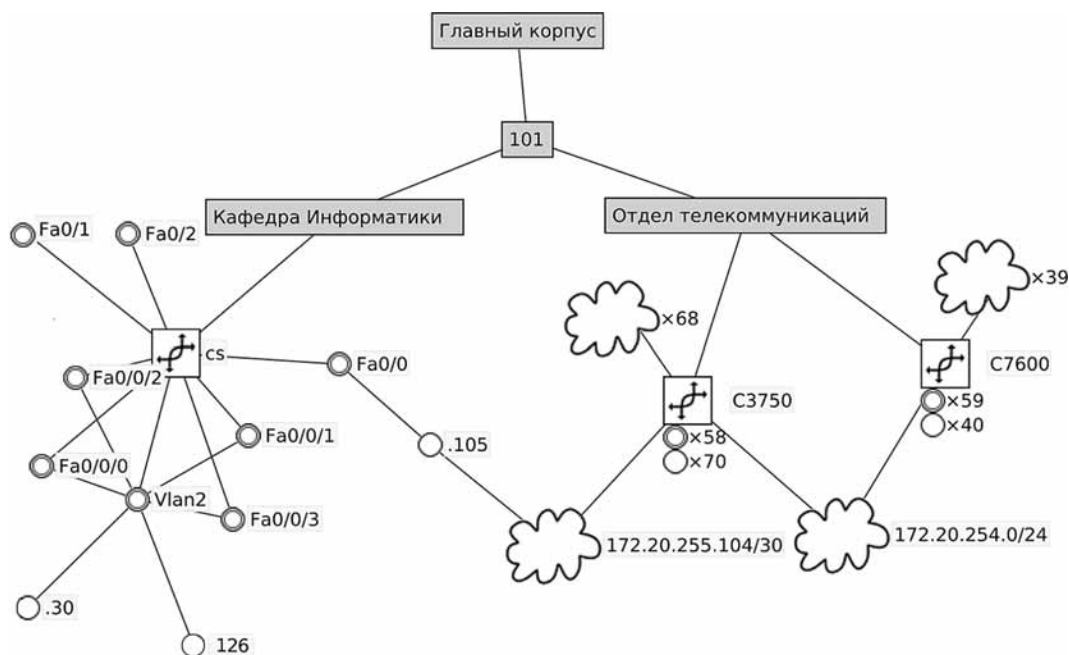 Главный корпус
101
Кафедра Информатики
Отдел телекоммуникаций
Fa0/1
Fa0/2
×39
×68
cs
Fa0/0
C7600
Fa0/0/2
C3750
×59
×40
Fa0/0/1
.105
×58
×70
Fa0/0/0
Vlan2
Fa0/0/3
172.20.255.104/30
172.20.254.0/24
.30
126